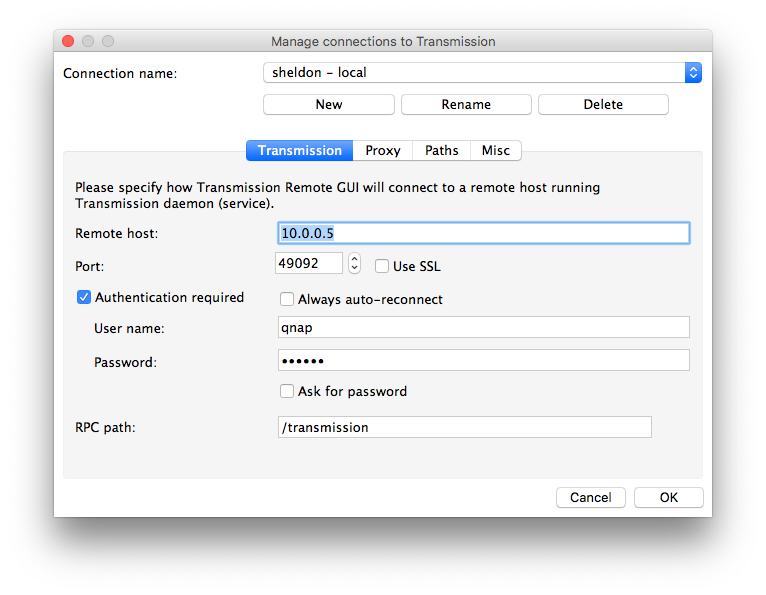 Manage connections to Transmission
Connection name:
sheldon – local
New
Rename
Delete
Transmission
Proxy
Paths
Misc
Please specify how Transmission Remote GUI will connect to a remote host running
Transmission daemon (service).
Remote host:
10.0.0.5
Port:
49092
Use SSL
Authentication required
Always auto-reconnect
User name:
qnap
Password:
••••••
Ask for password
RPC path:
/transmission
Cancel
OK